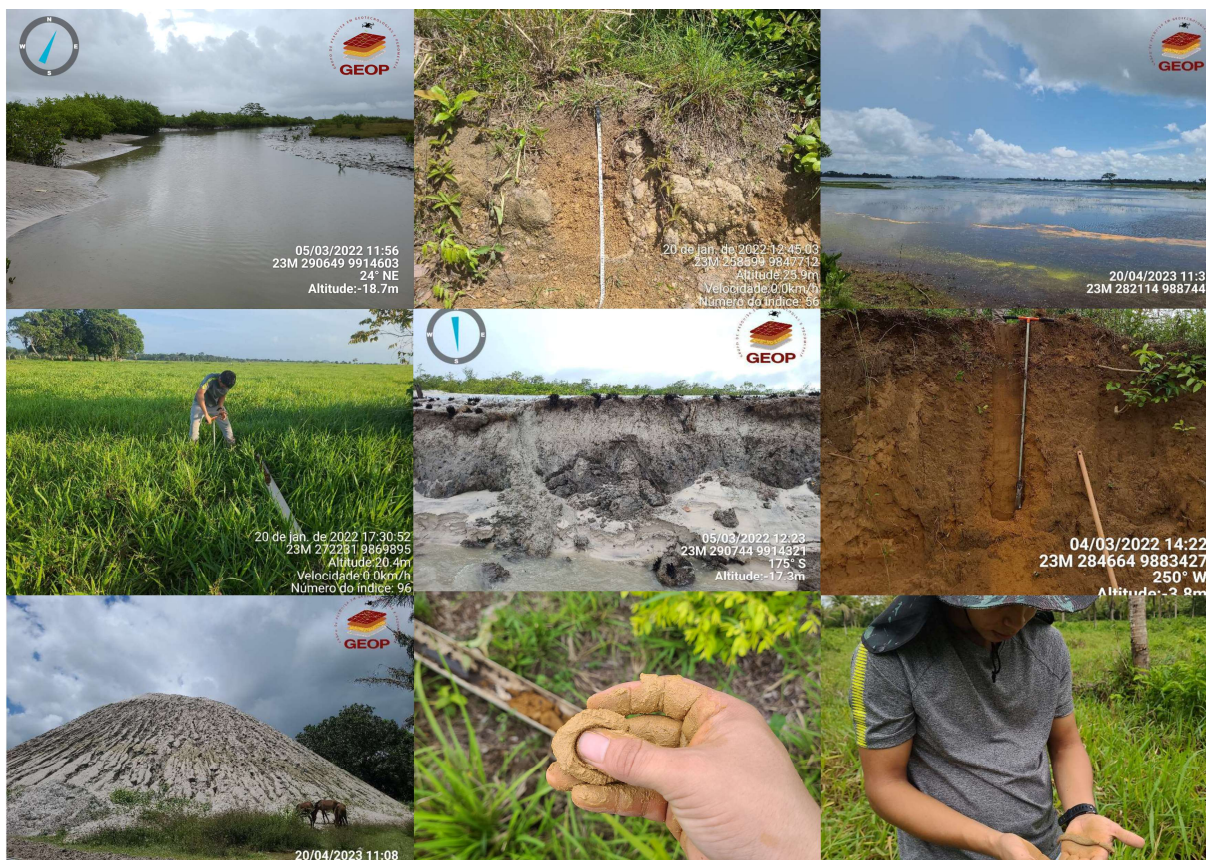 N
W
E
S
GEOP
05/03/2022 11:56
23M 290649 9914603
24° NE
Altitude:-18.7m
20 de jan. de 2022 12:45:03
23M 258599 9847712
Altitude:25.9m
Velocidade:0.0km/h
Número do índice: 56
GEOP
20/04/2023 11:3
23M 282114 988744
20 de jan. de 2022 17:30:52
23M 272231 9869895
Altitude:20.4m
Velocidade:0.0km/h
Número do índice: 96
W
E
S
GEOP
05/03/2022 12:23
23M 290744 9914321
175° S
Altitude:-17.3m
04/03/2022 14:22
23M 284664 9883427
250° W
Altitude:-3.8m
GEOP
20/04/2023 11:08